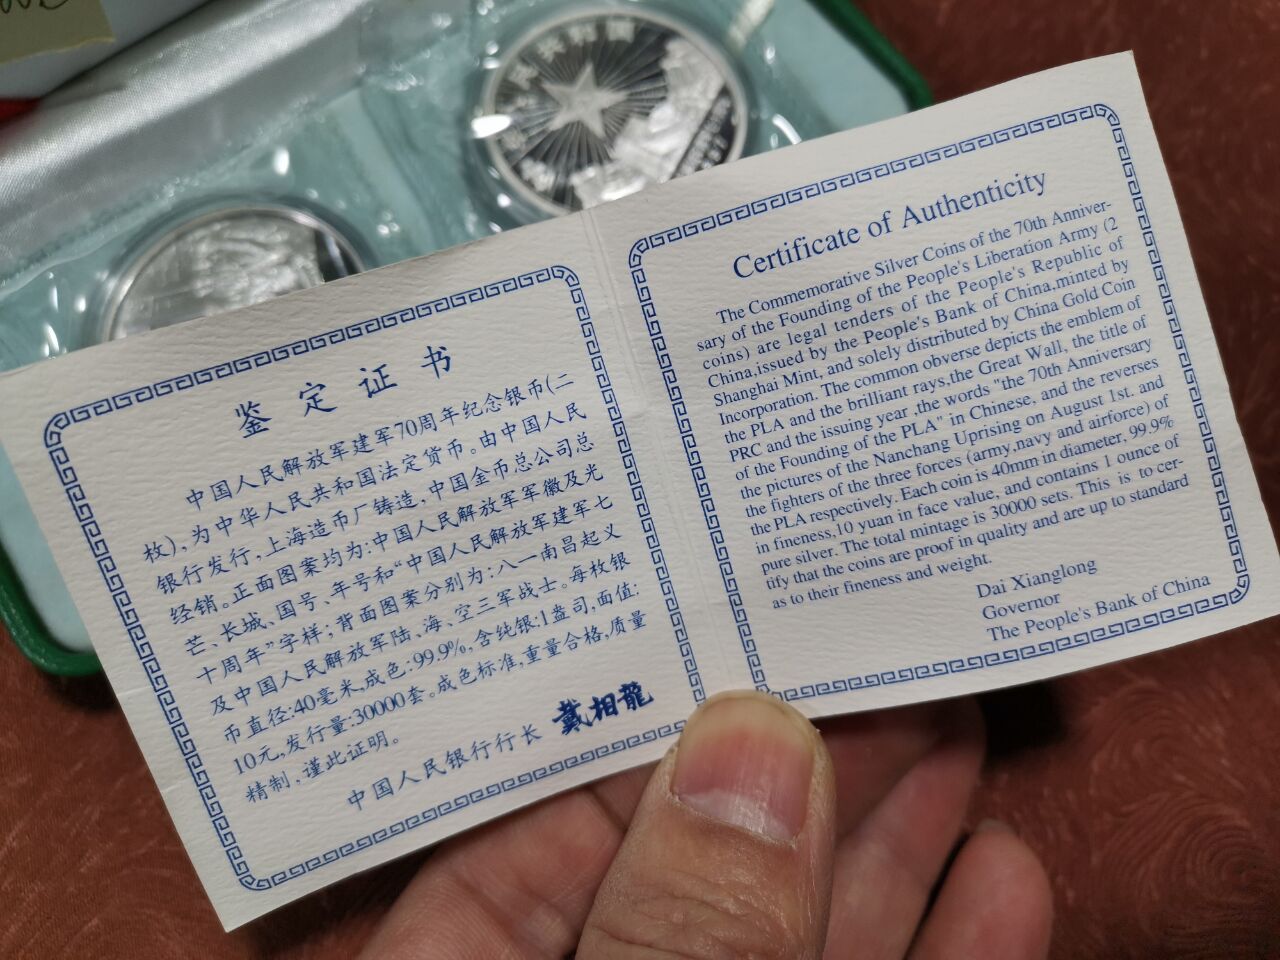 民共和國
鉴定证书
中国人民解放军建军70周年纪念银币(二
枚),为中华人民共和国法定货币。由中国人民
银行发行,上海造币厂铸造,中国金币总公司总
经销。正面图案均为:中国人民解放军军徽及光
芒、长城、国号、年号和“中国人民解放军建军七
十周年”字样;背面图案分别为:八一南昌起义
及中国人民解放军陆、海、空三军战士。每枚银
币直径:40毫米,成色:99.9%,含纯银:1盎司,面值:
10元,发行量:30000套。成色标准,重量合格,质量
精制,谨此证明。
中国人民银行行长 戴相龍
Certificate of Authenticity
The Commemorative Silver Coins of the 70th Anniver-
sary of the Founding of the People's Liberation Army (2
coins) are legal tenders of the People's Republic of
China,issued by the People's Bank of China,minted by
Shanghai Mint, and solely distributed by China Gold Coin
Incorporation. The common obverse depicts the emblem of
the PLA and the brilliant rays,the Great Wall, the title of
PRC and the issuing year ,the words "the 70th Anniversary
of the Founding of the PLA" in Chinese, and the reverses
the pictures of the Nanchang Uprising on August 1st. and
the fighters of the three forces (army,navy and airforce) of
the PLA respectively. Each coin is 40mm in diameter, 99.9%
in fineness,10 yuan in face value, and contains 1 ounce of
pure silver. The total mintage is 30000 sets. This is to cer-
tify that the coins are proof in quality and are up to standard
as to their fineness and weight.
Dai Xianglong
Governor
The People's Bank of China